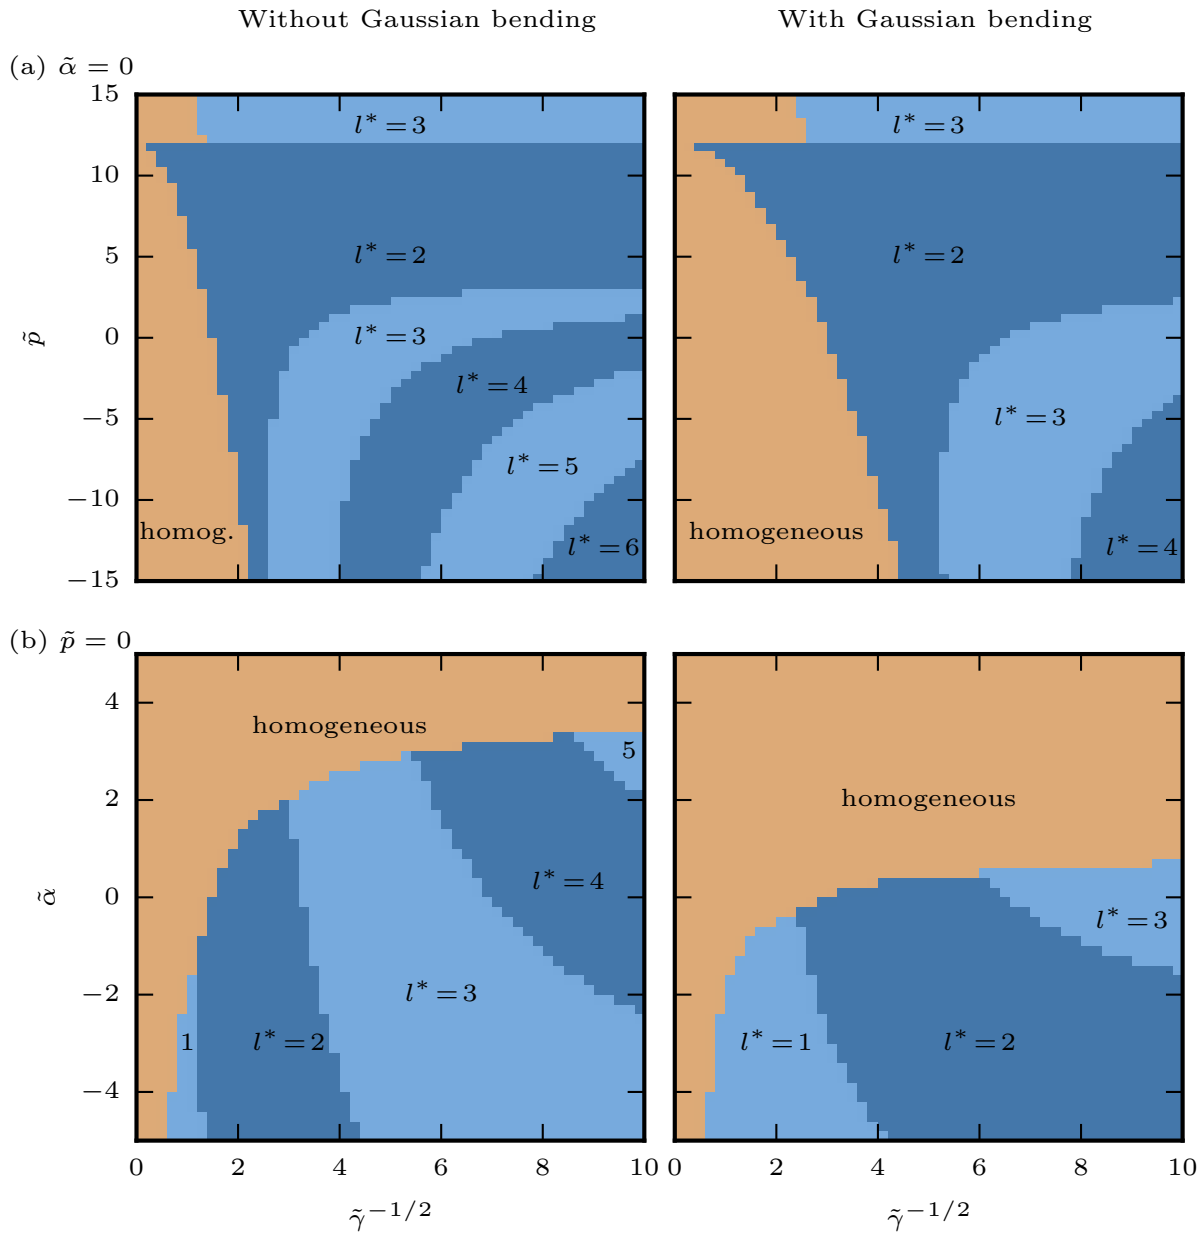 Without Gaussian bending
With Gaussian bending
(a) α̃ = 0
15
10
5
0
−5
−10
−15
p̃
l* = 3
l* = 2
l* = 3
l* = 4
l* = 5
l* = 6
homog.
l* = 3
l* = 2
l* = 3
l* = 4
homogeneous
(b) p̃ = 0
4
2
0
−2
−4
α̃
homogeneous
5
l* = 4
l* = 3
1
l* = 2
homogeneous
l* = 3
l* = 1
l* = 2
0 2 4 6 8 10
0 2 4 6 8 10
γ̃^{−1/2}
γ̃^{−1/2}